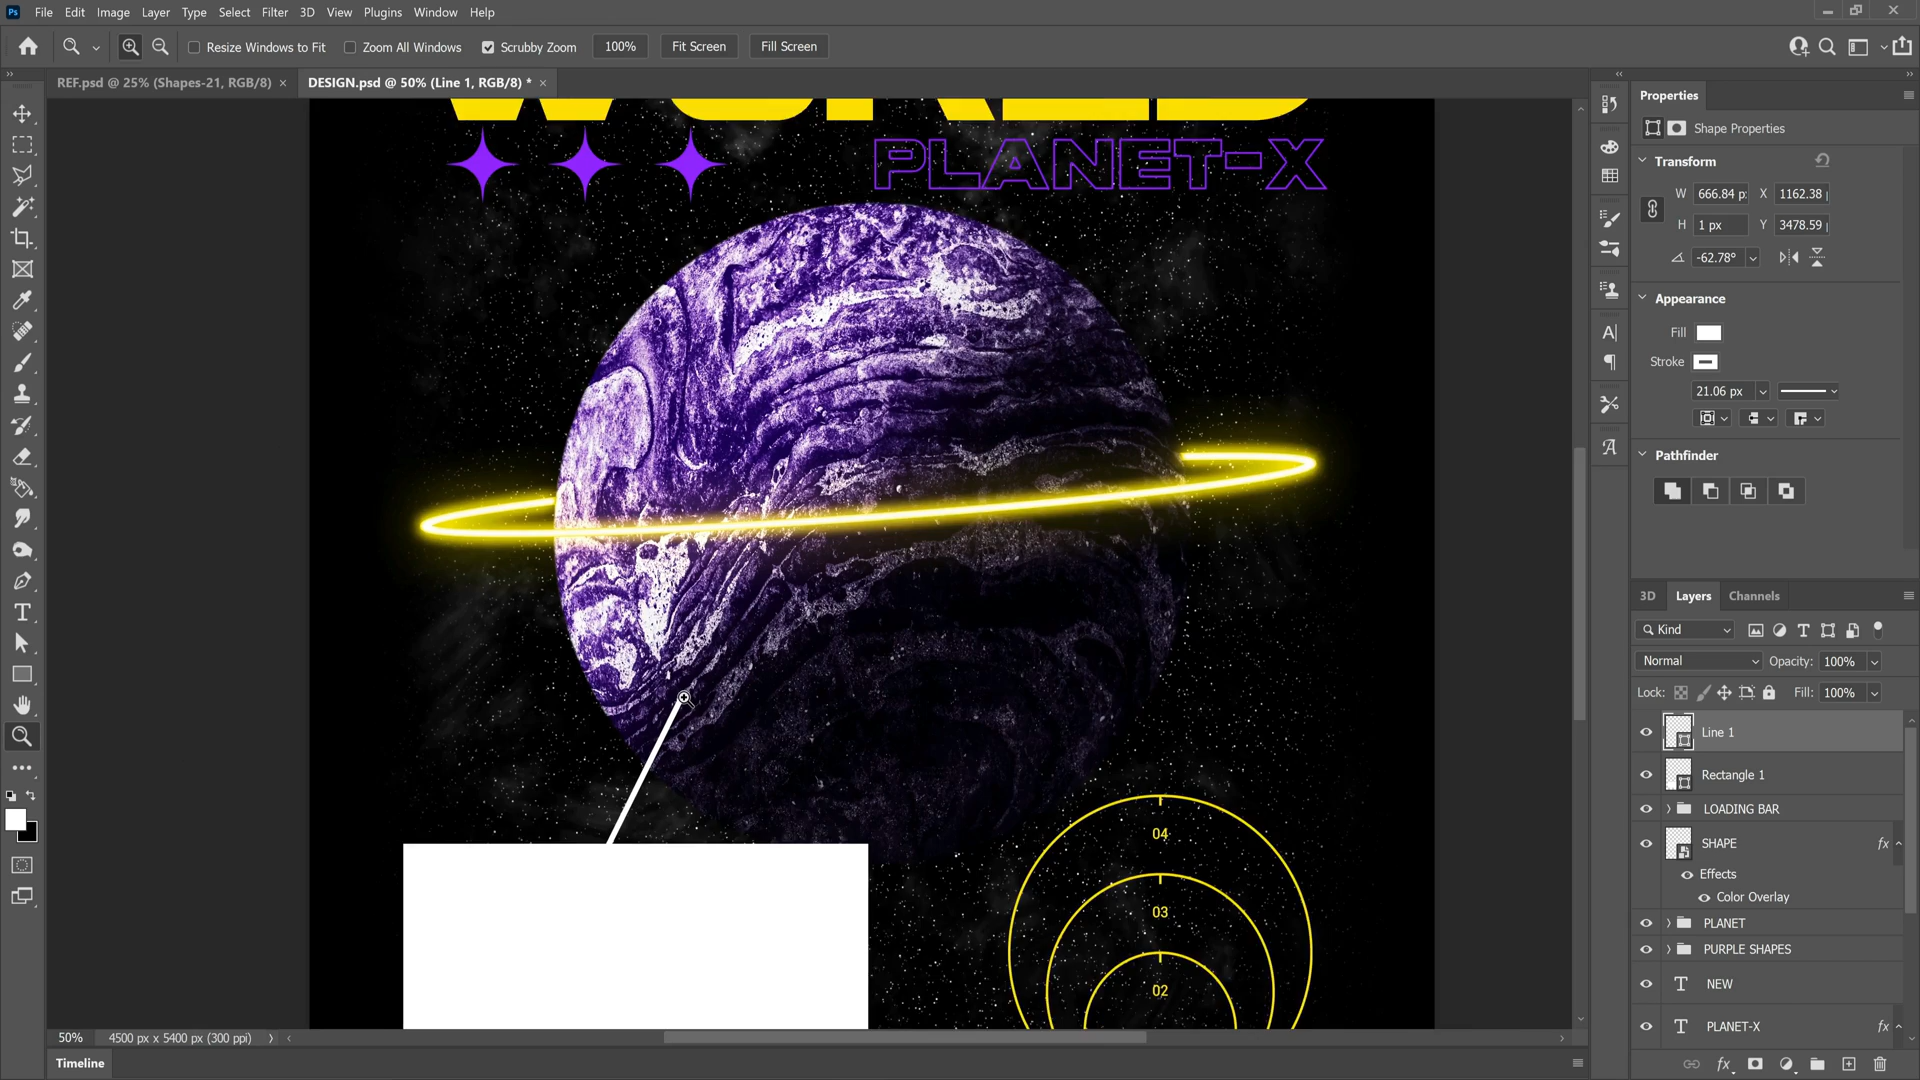 Ps File Edit Image Layer Type Select Filter 3D View Plugins Window Help
Resize Windows to Fit Zoom All Windows Scrubby Zoom 100% Fit Screen Fill Screen
REF.psd @ 25% (Shapes-21, RGB/8) × DESIGN.psd @ 50% (Line 1, RGB/8) * ×
WORLD
PLANET-X
04
03
02
50% 4500 px x 5400 px (300 ppi)
Timeline
Properties
Shape Properties
Transform
W 666.84 p: X 1162.38
H 1 px Y 3478.59
-62.78°
Appearance
Fill
Stroke
21.06 px
Pathfinder
3D Layers Channels
Kind
Normal Opacity: 100%
Lock: Fill: 100%
Line 1
Rectangle 1
LOADING BAR
SHAPE fx
Effects
Color Overlay
PLANET
PURPLE SHAPES
T NEW
T PLANET-X fx
fx